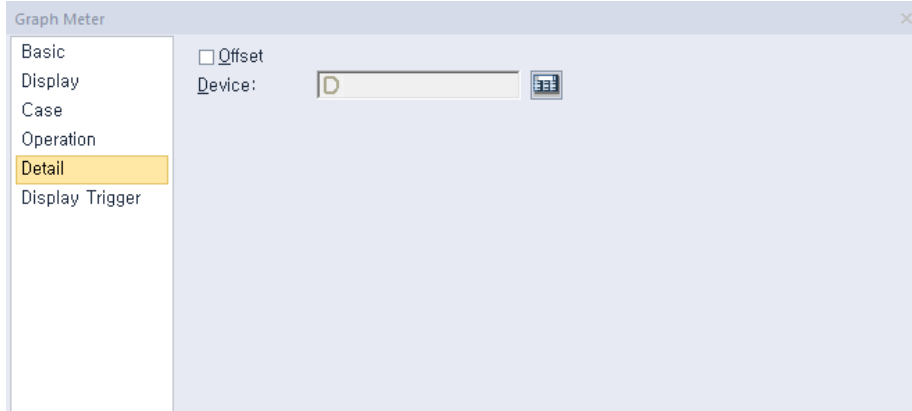 Graph Meter
Basic
Display
Case
Operation
Detail
Display Trigger
Offset
Device:
D